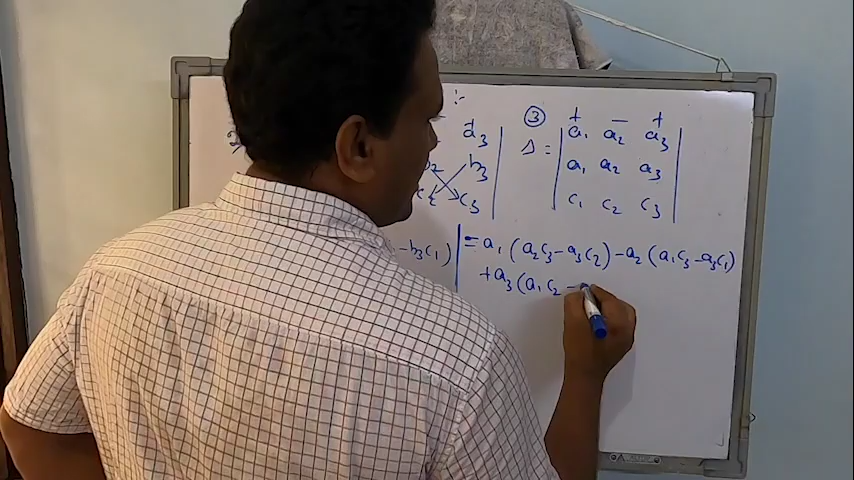 ③ + − +
d₃ | Δ = | a₁ a₂ a₃ |
b₃ | a₁ a₂ a₃ |
c₂ c₃ | c₁ c₂ c₃ |
− b₃c₁) | = a₁ (a₂c₃ − a₃c₂) − a₂ (a₁c₃ − a₃c₁)
+ a₃ (a₁c₂ −